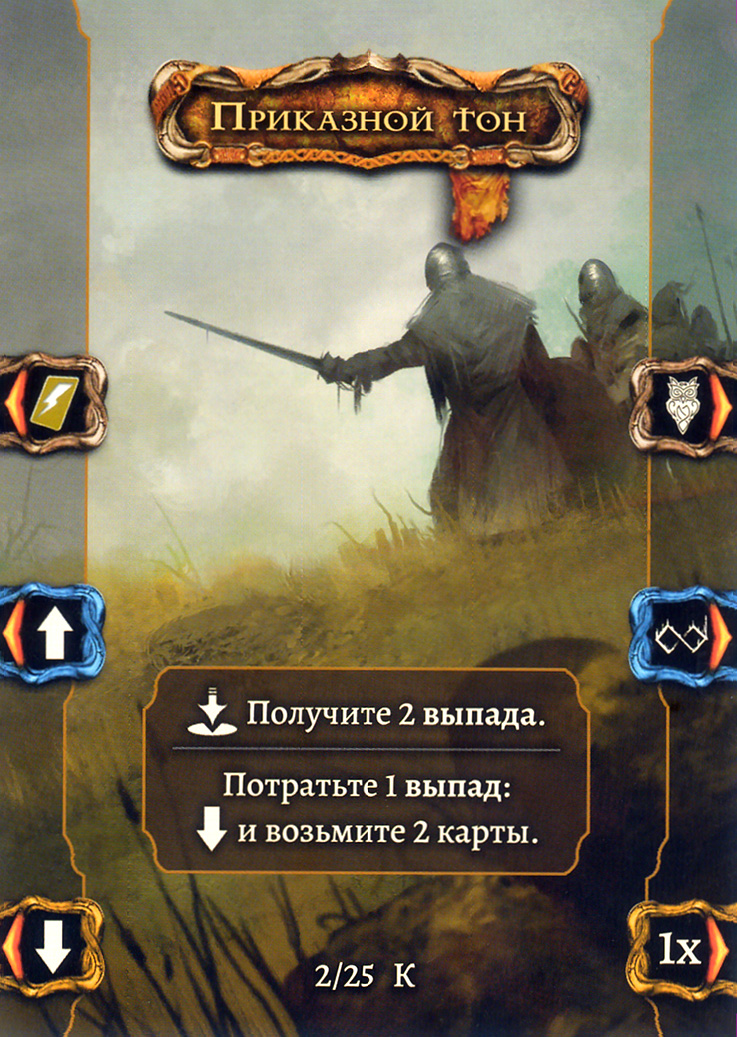 Приказной тон
Получите 2 выпада.
Потратьте 1 выпад:
и возьмите 2 карты.
1x
2/25 К